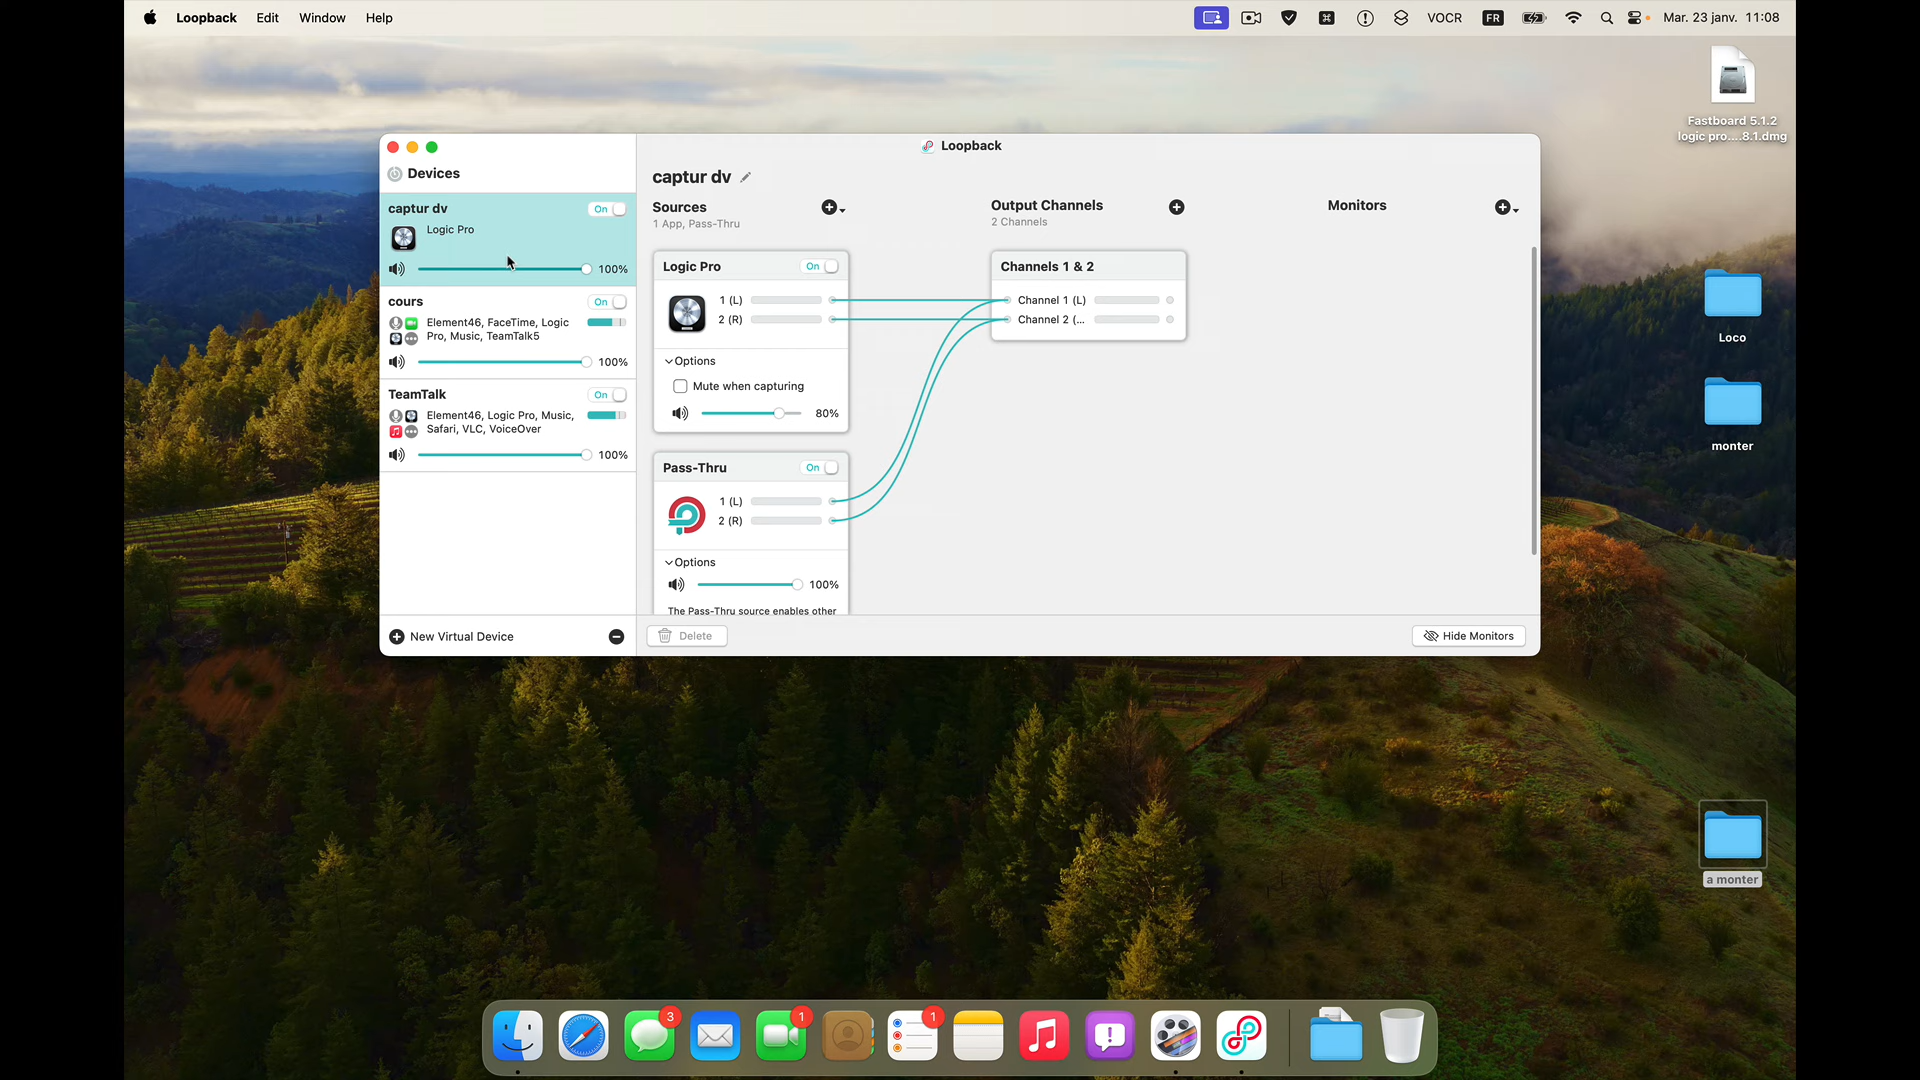 Loopback Edit Window Help
VOCR FR Mar. 23 janv. 11:08
Fastboard 5.1.2
logic pro....8.1.dmg
Loco
monter
a monter
Loopback
Devices
captur dv On
Logic Pro
100%
cours On
Element46, FaceTime, Logic
Pro, Music, TeamTalk5
100%
TeamTalk On
Element46, Logic Pro, Music,
Safari, VLC, VoiceOver
100%
New Virtual Device
captur dv
Sources
1 App, Pass-Thru
Output Channels
2 Channels
Monitors
Logic Pro On
1 (L)
2 (R)
Options
Mute when capturing
80%
Pass-Thru On
1 (L)
2 (R)
Options
100%
The Pass-Thru source enables other
Channels 1 & 2
Channel 1 (L)
Channel 2 (...
Delete
Hide Monitors
3
1
1